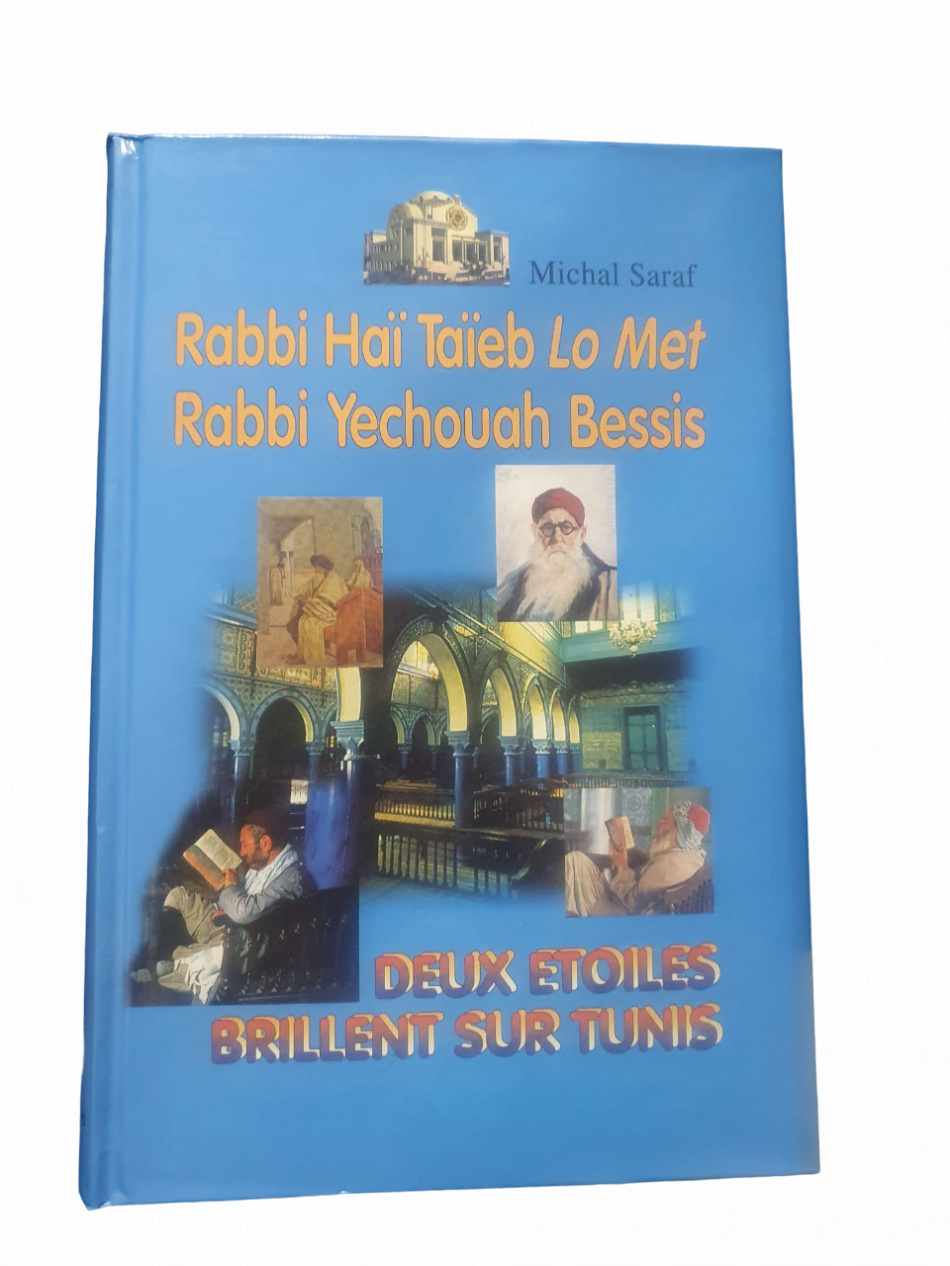 Michal Saraf
Rabbi Haï Taïeb Lo Met
Rabbi Yechouah Bessis
DEUX ETOILES
BRILLENT SUR TUNIS